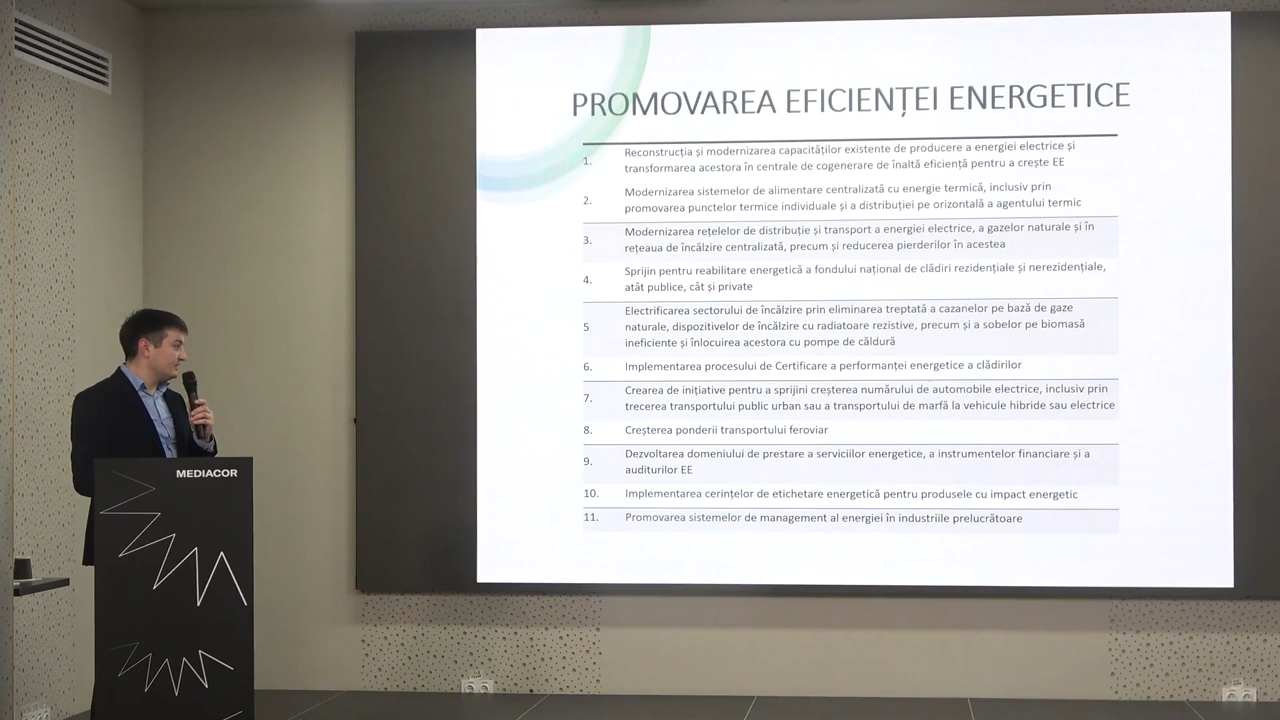 PROMOVAREA EFICIENȚEI ENERGETICE
1. Reconstrucția și modernizarea capacităților existente de producere a energiei electrice și
transformarea acestora în centrale de cogenerare de înaltă eficiență pentru a crește EE
2. Modernizarea sistemelor de alimentare centralizată cu energie termică, inclusiv prin
promovarea punctelor termice individuale și a distribuției pe orizontală a agentului termic
3. Modernizarea rețelelor de distribuție și transport a energiei electrice, a gazelor naturale și în
rețeaua de încălzire centralizată, precum și reducerea pierderilor în acestea
4. Sprijin pentru reabilitare energetică a fondului național de clădiri rezidențiale și nerezidențiale,
atât publice, cât și private
5 Electrificarea sectorului de încălzire prin eliminarea treptată a cazanelor pe bază de gaze
naturale, dispozitivelor de încălzire cu radiatoare rezistive, precum și a sobelor pe biomasă
ineficiente și înlocuirea acestora cu pompe de căldură
6. Implementarea procesului de Certificare a performanței energetice a clădirilor
7. Crearea de inițiative pentru a sprijini creșterea numărului de automobile electrice, inclusiv prin
trecerea transportului public urban sau a transportului de marfă la vehicule hibride sau electrice
8. Creșterea ponderii transportului feroviar
9. Dezvoltarea domeniului de prestare a serviciilor energetice, a instrumentelor financiare și a
auditurilor EE
10. Implementarea cerințelor de etichetare energetică pentru produsele cu impact energetic
11. Promovarea sistemelor de management al energiei în industriile prelucrătoare
MEDIACOR